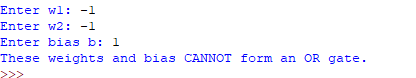 Enter w1: -1
Enter w2: -1
Enter bias b: 1
These weights and bias CANNOT form an OR gate.
>>>